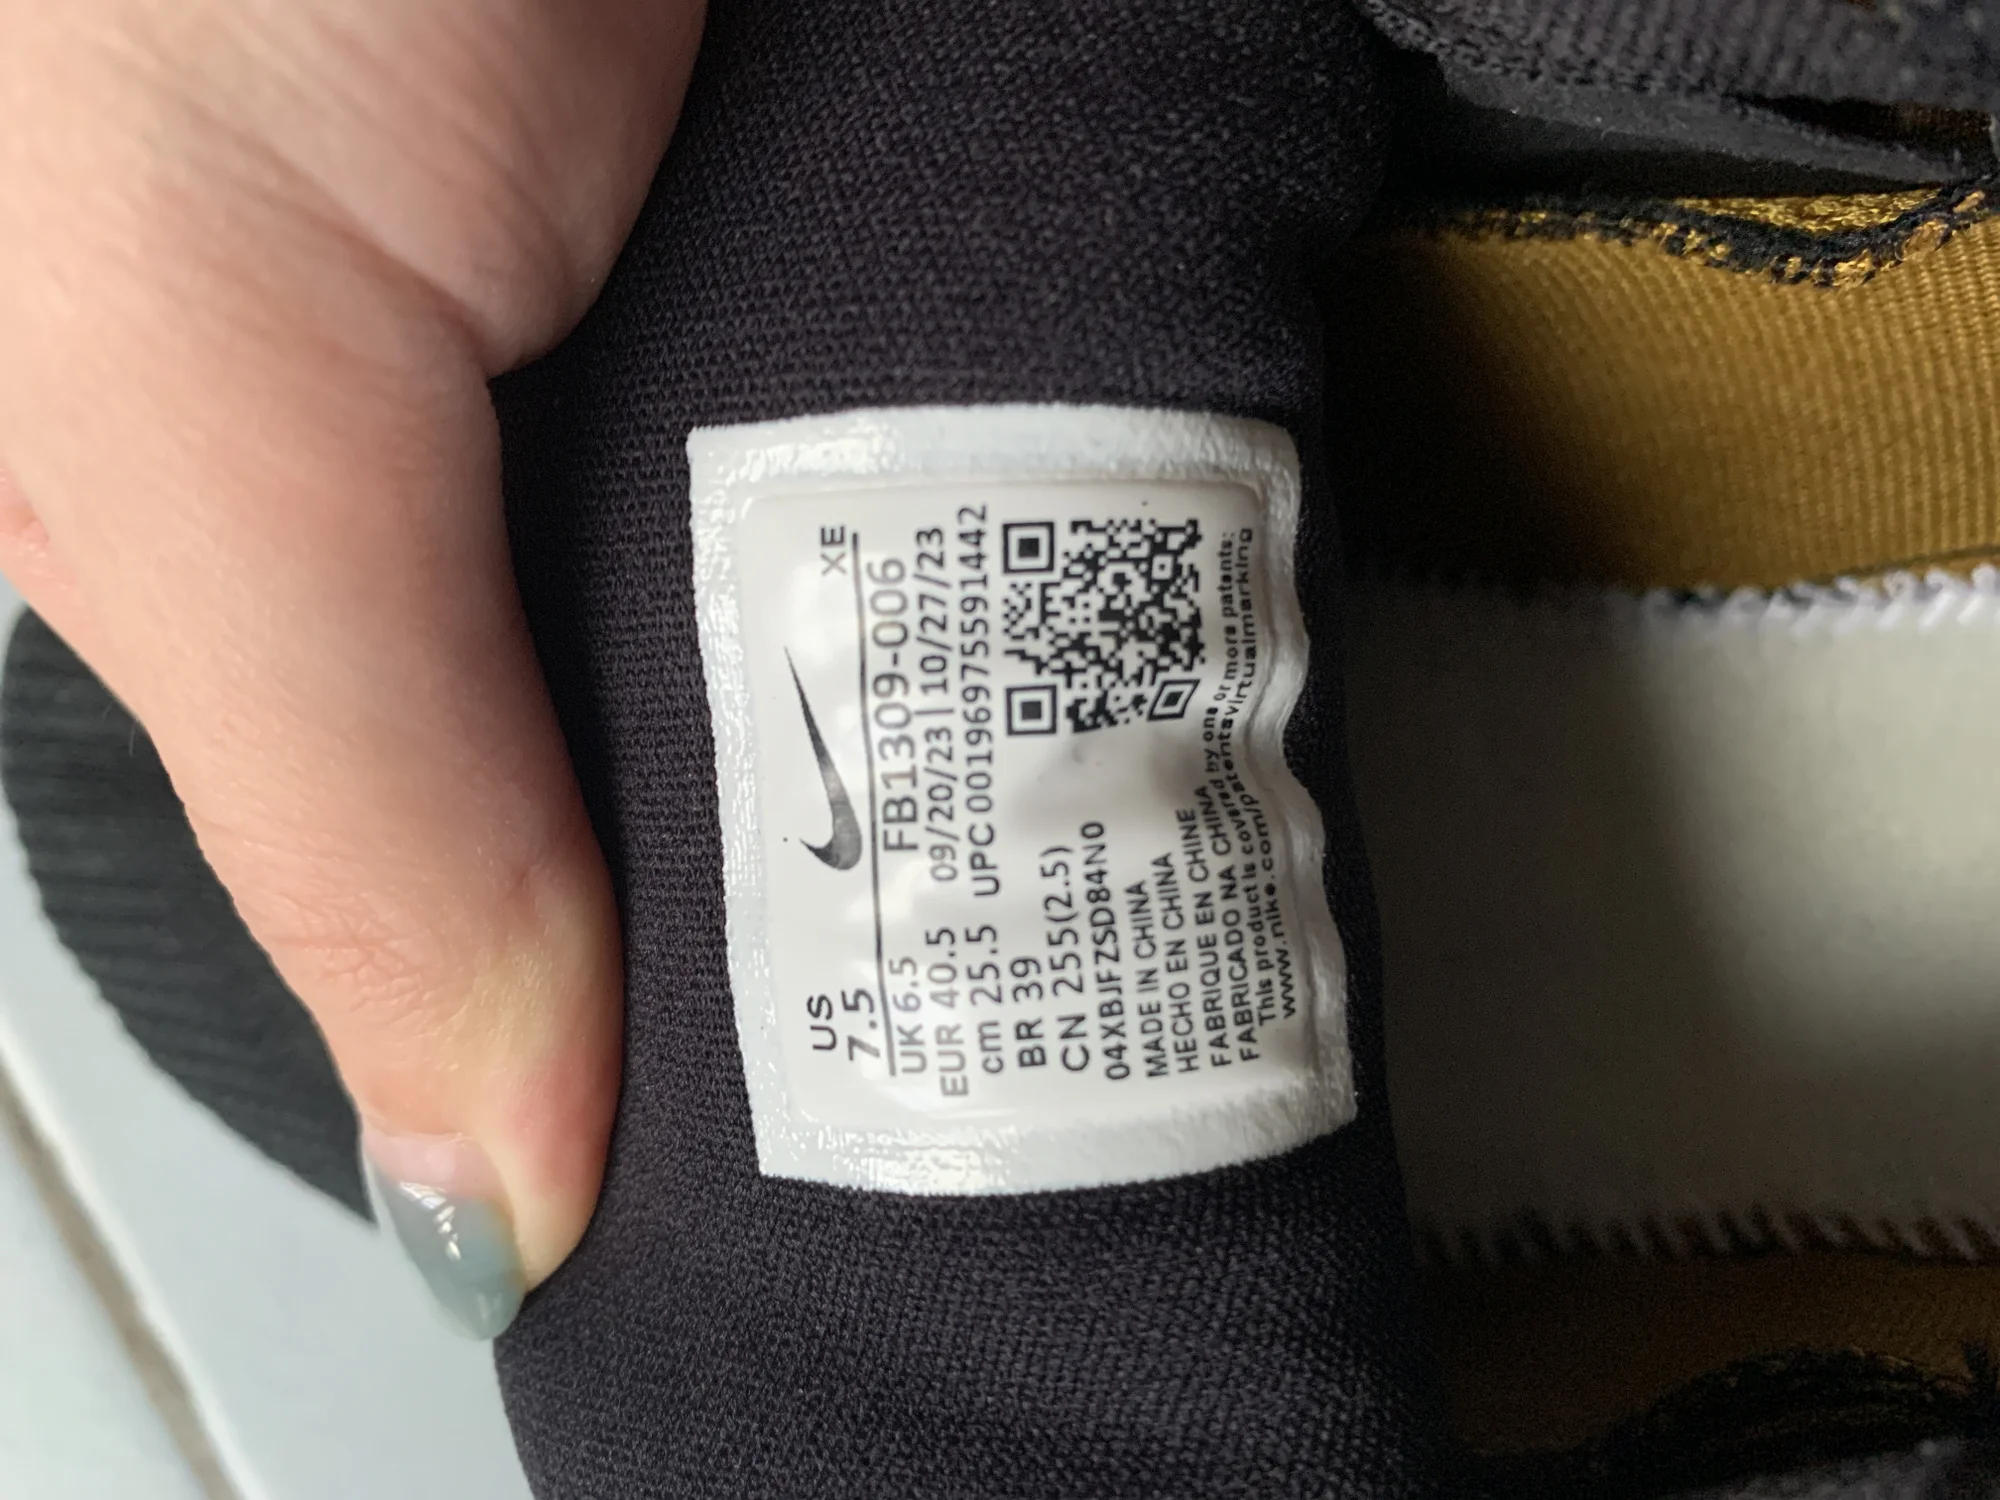 US
7.5
XE
UK 6.5
FB1309-006
EUR 40.5
09/20/23|10/27/23
cm 25.5
UPC 00196975591442
BR 39
CN 255(2.5)
04XBJFZSD84N0
MADE IN CHINA
HECHO EN CHINA
FABRIQUE EN CHINE
FABRICADO NA CHINA
This product is covered by one or more patents:
www.nike.com/patentsvirtualmarking